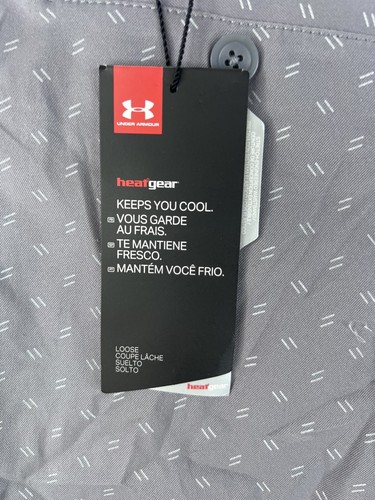 UNDER ARMOUR
heatgear
KEEPS YOU COOL.
VOUS GARDE
AU FRAIS.
TE MANTIENE
FRESCO.
MANTÉM VOCÊ FRIO.
LOOSE
COUPE LÂCHE
SUELTO
SOLTO
heatgear